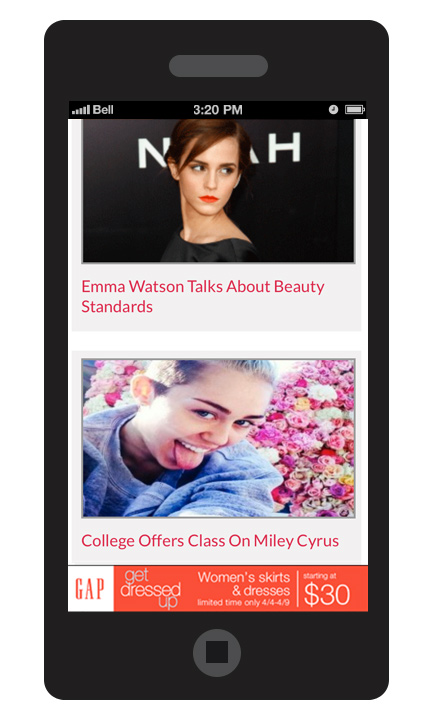 Bell 3:20 PM
N AH
Emma Watson Talks About Beauty
Standards
College Offers Class On Miley Cyrus
GAP
get
dressed
up
Women's skirts
& dresses
limited time only 4/4-4/9
starting at
$30